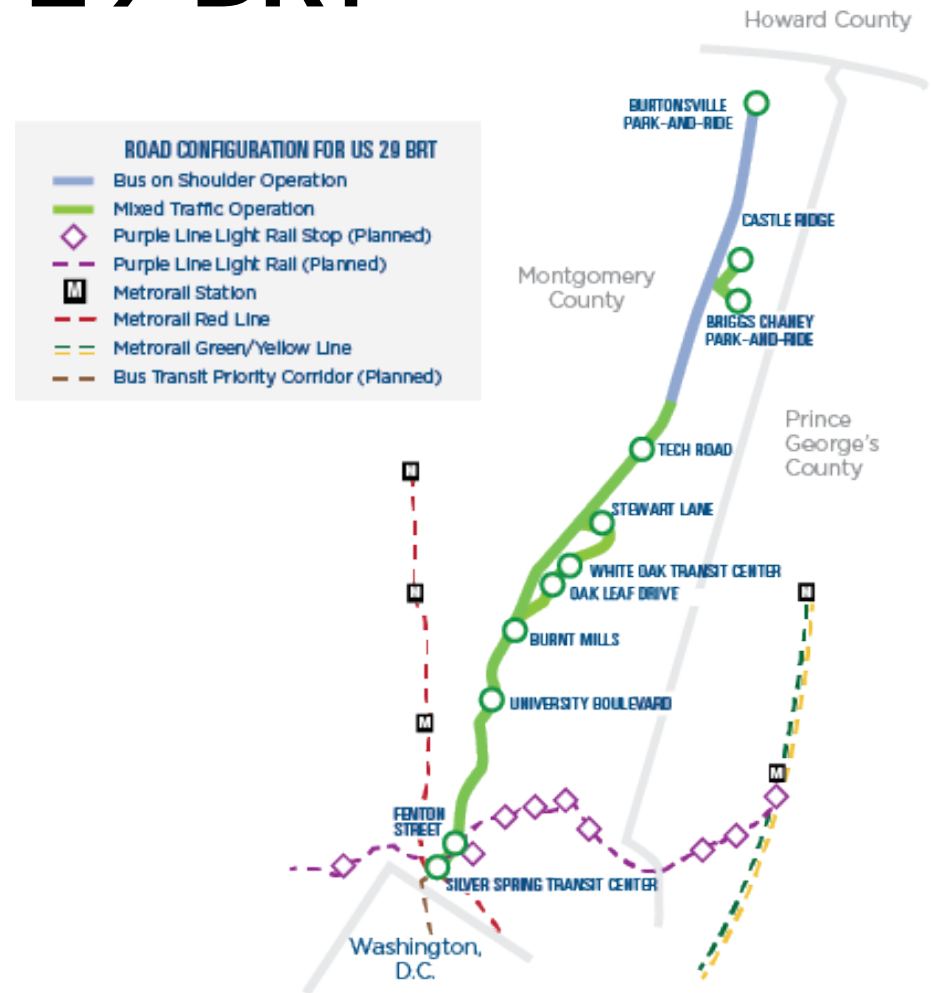 Howard County
BURTONSVILLE
PARK-AND-RIDE
ROAD CONFIGURATION FOR US 29 BRT
Bus on Shoulder Operation
Mixed Traffic Operation
Purple Line Light Rail Stop (Planned)
Purple Line Light Rail (Planned)
M Metrorail Station
Metrorail Red Line
Metrorail Green/Yellow Line
Bus Transit Priority Corridor (Planned)
CASTLE RIDGE
Montgomery
County
BRIGGS CHANEY
PARK-AND-RIDE
Prince
George's
County
TECH ROAD
M
STEWART LANE
WHITE OAK TRANSIT CENTER
OAK LEAF DRIVE
M
M
BURNT MILLS
UNIVERSITY BOULEVARD
M
M
FENTON
STREET
SILVER SPRING TRANSIT CENTER
Washington,
D.C.